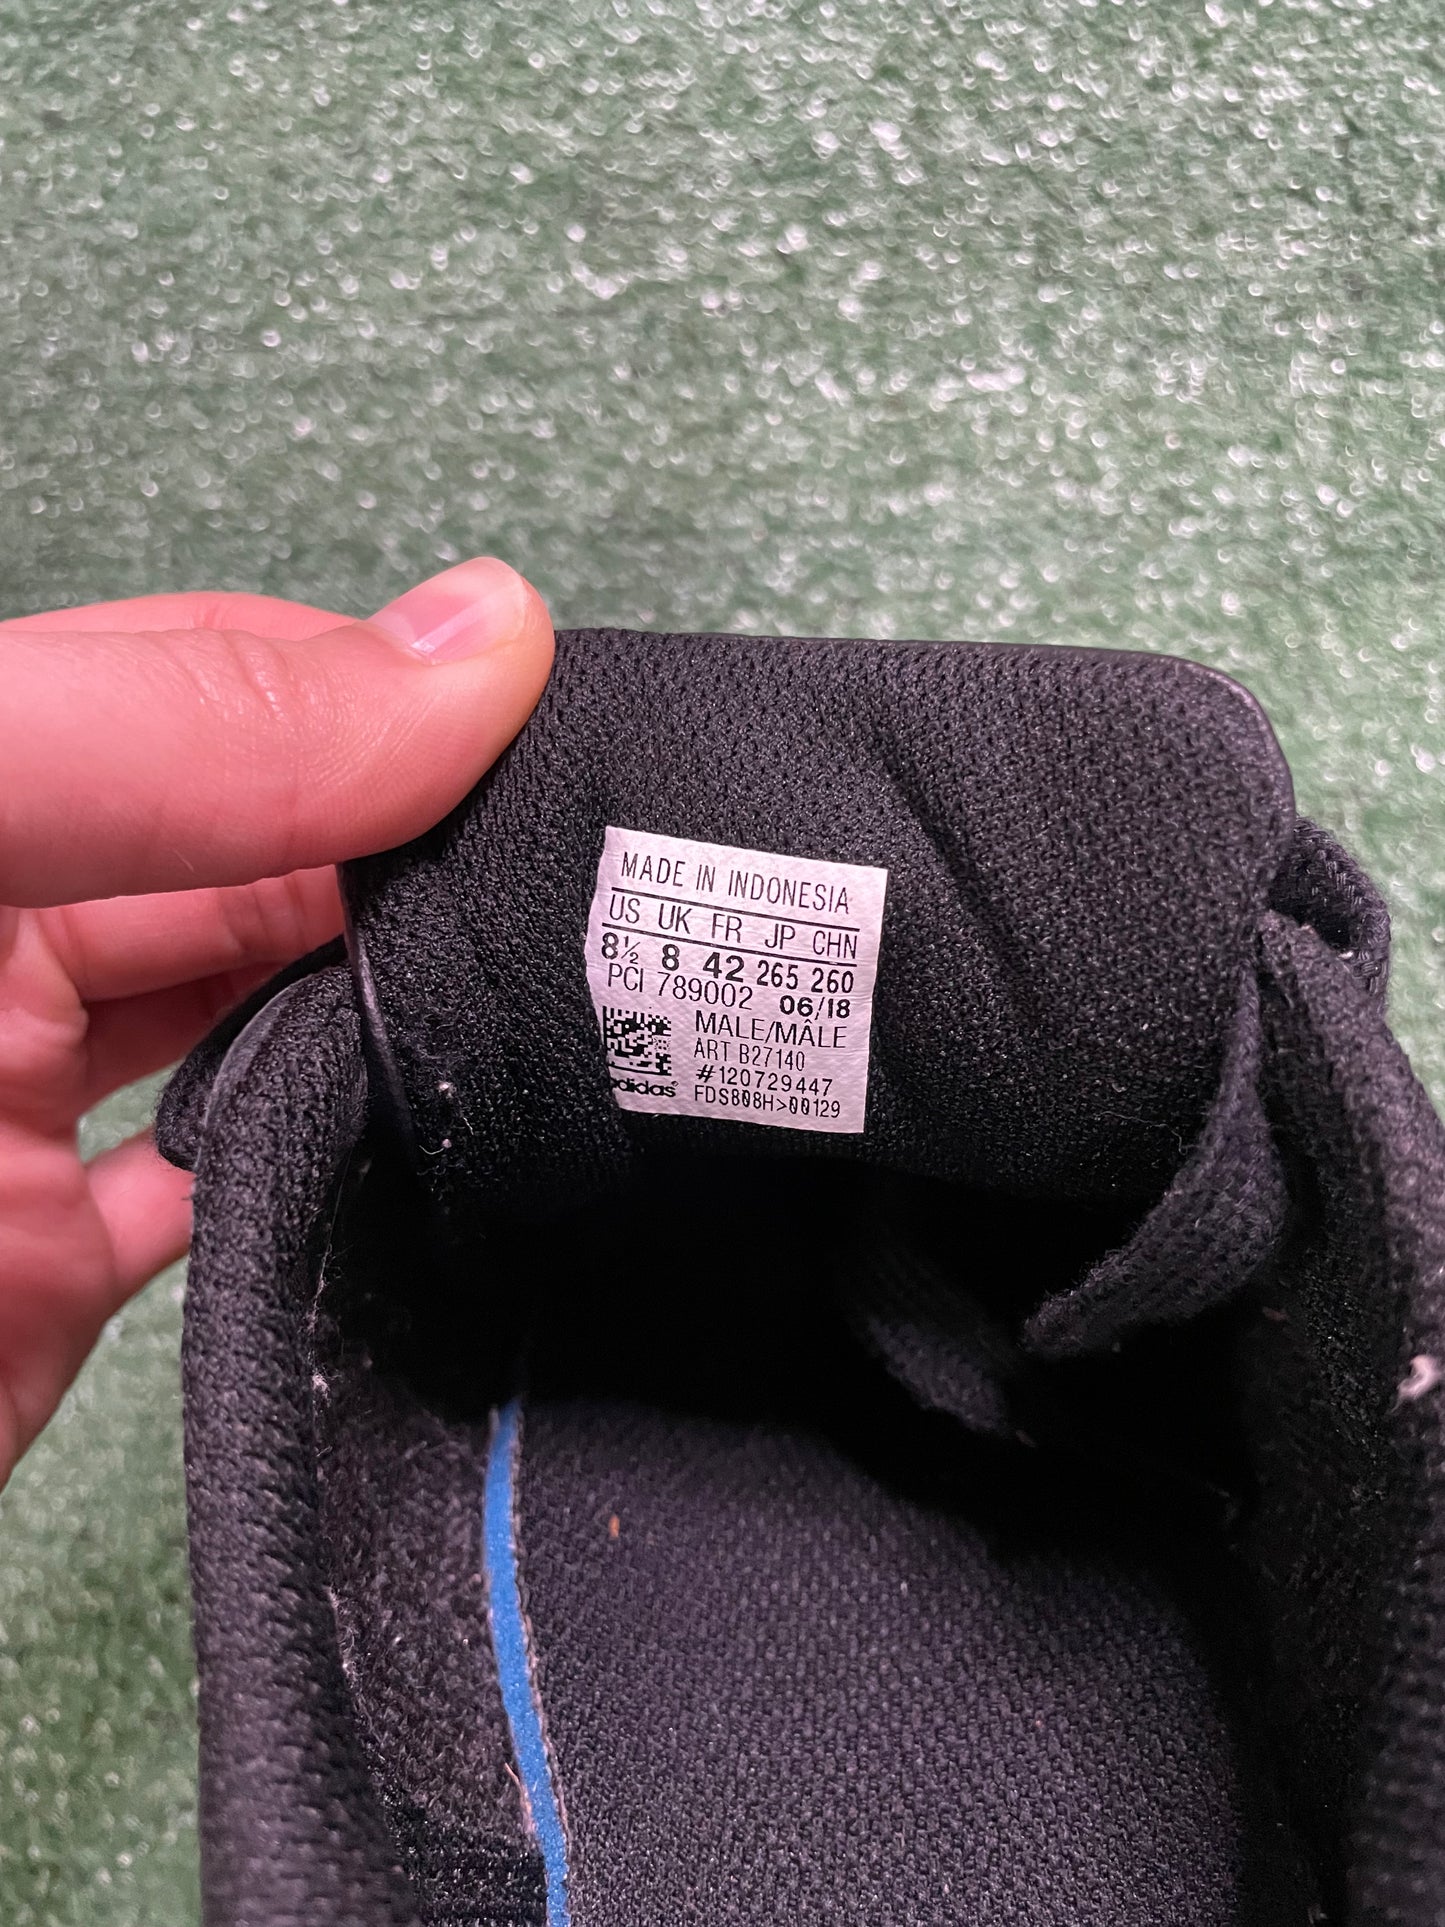 MADE IN INDONESIA
US UK FR JP CHN
8½ 8 42 265 260
PCI 789002 06/18
MALE/MÂLE
ART B27140
#120729447
adidas® FDS808H>00129